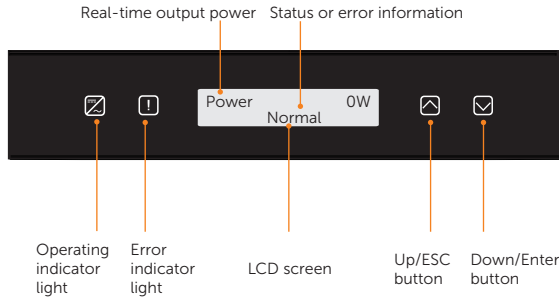 Real-time output power
Status or error information
Power 0W
Normal
Operating
indicator
light
Error
indicator
light
LCD screen
Up/ESC
button
Down/Enter
button